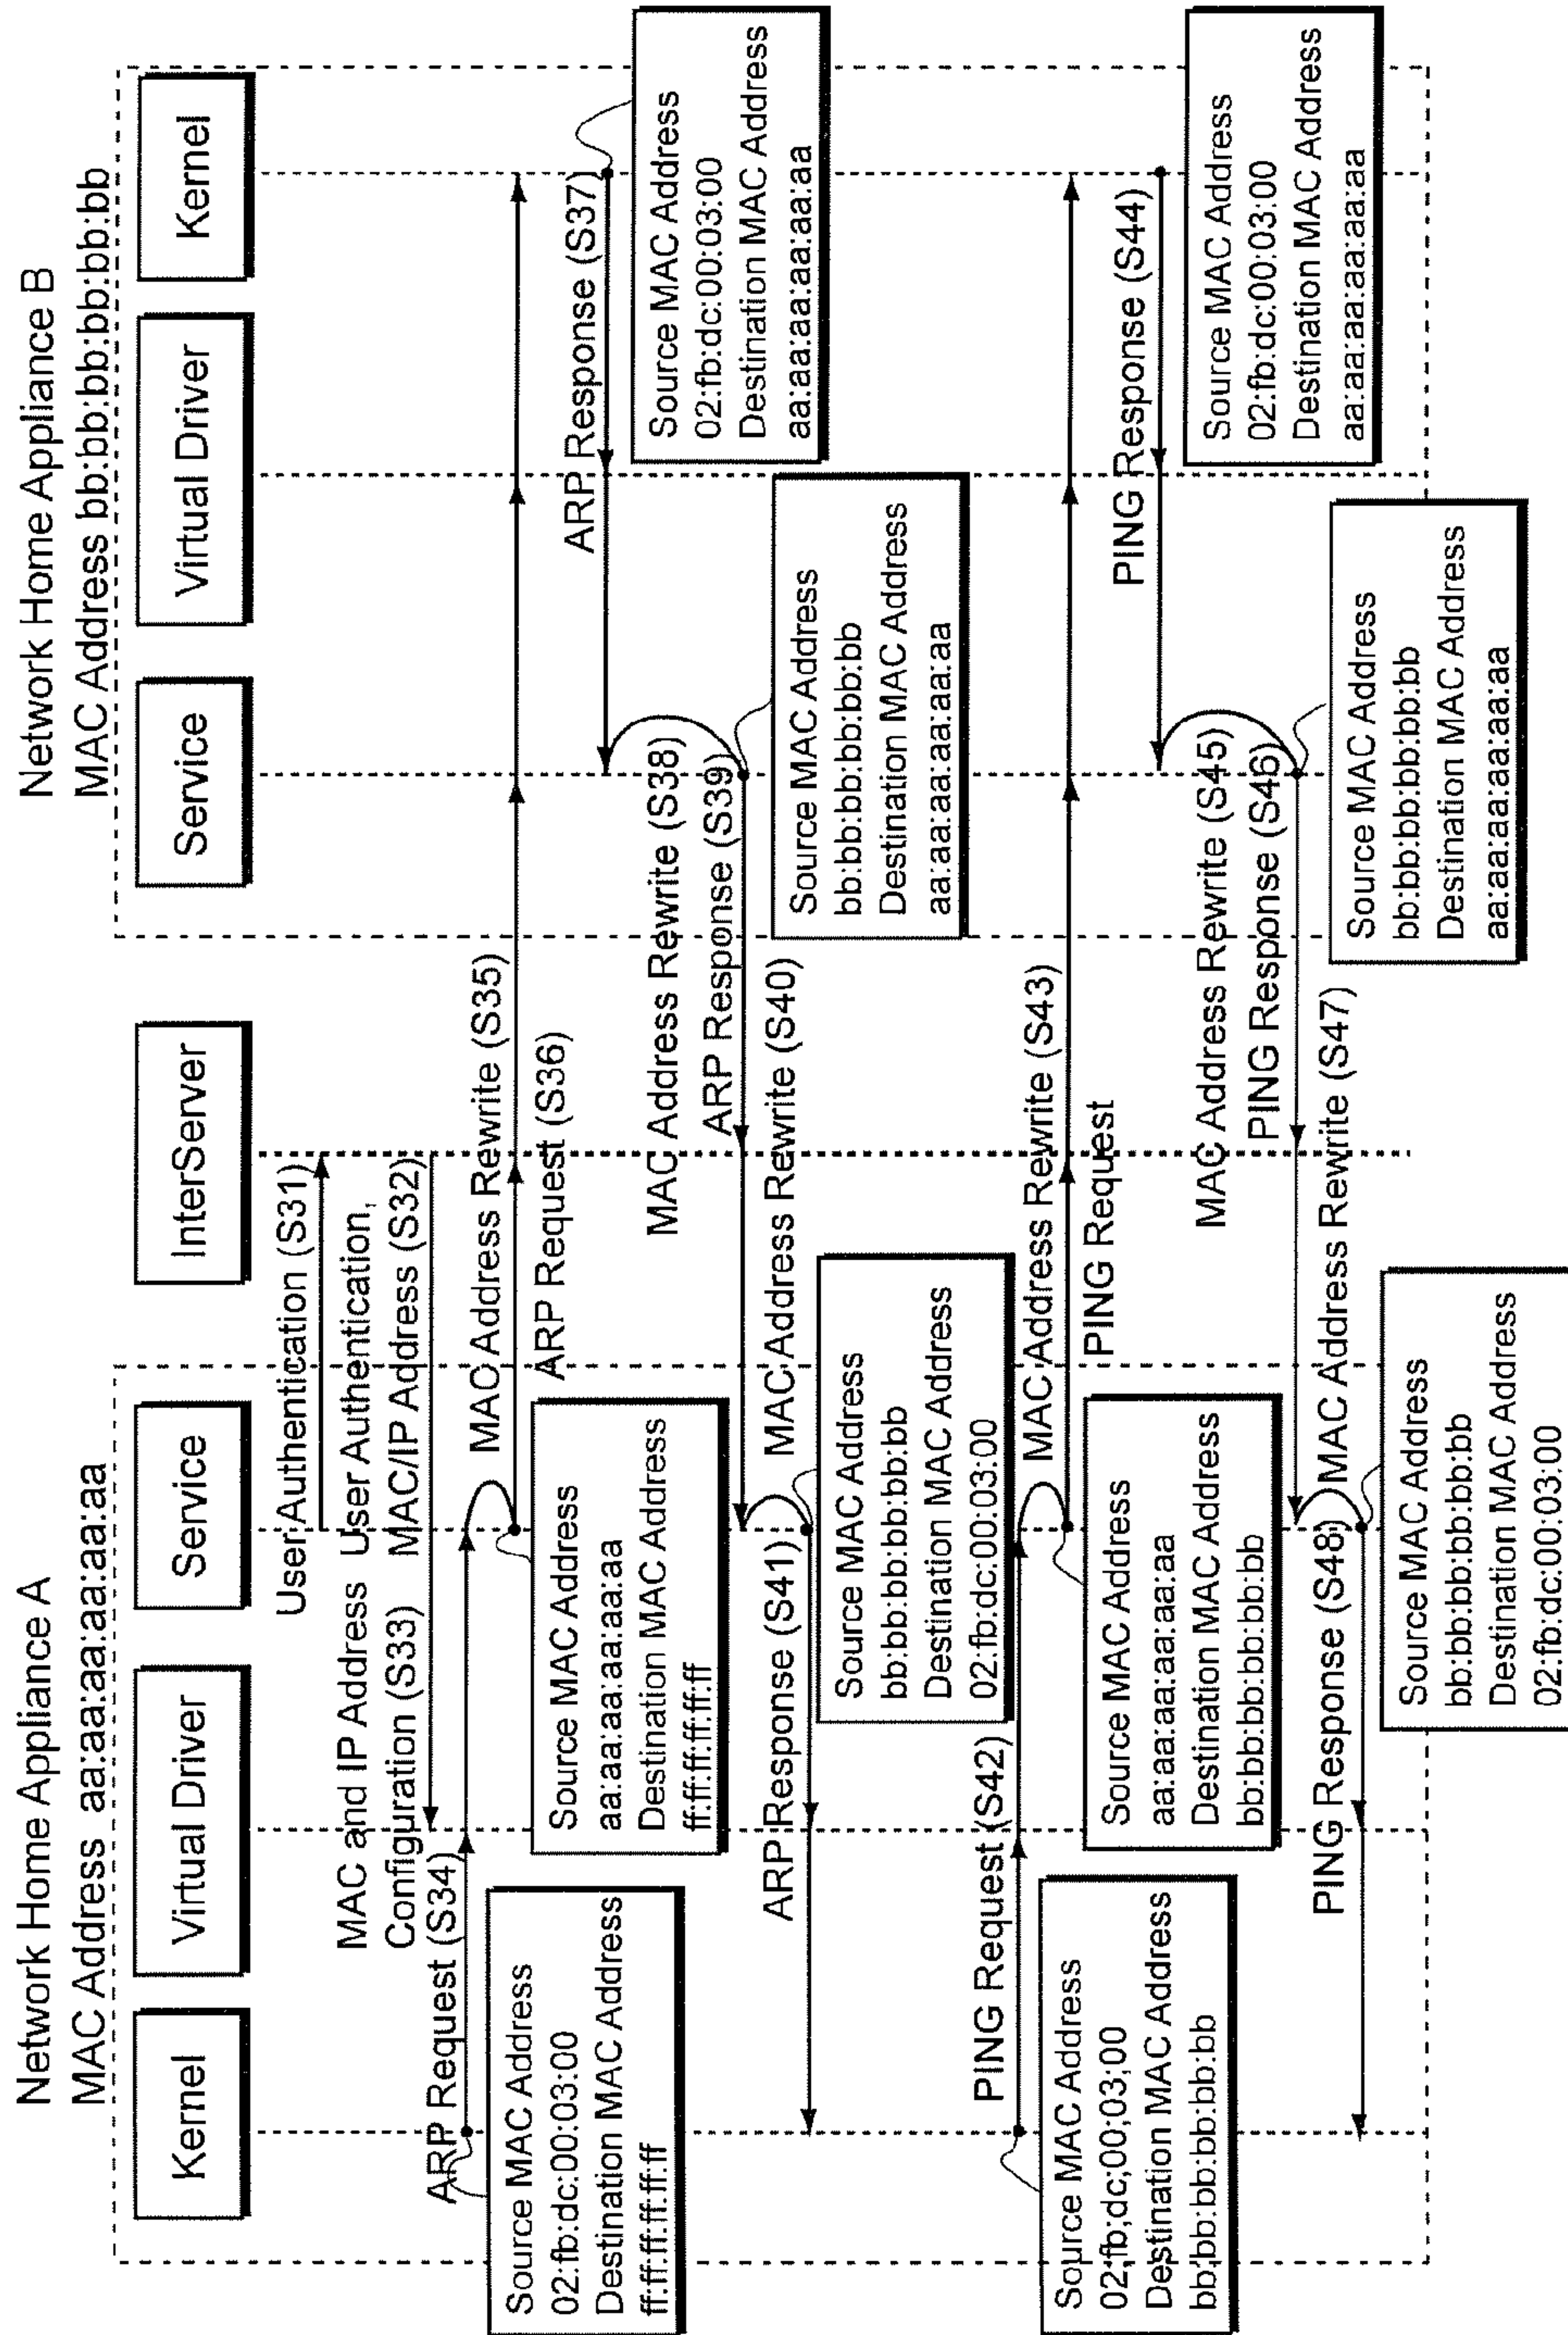 Network Home Appliance A
MAC Address aa:aa:aa:aa:aa:aa
Network Home Appliance B
MAC Address bb:bb:bb:bb:bb:bb
Kernel
Virtual Driver
Service
InterServer
Service
Virtual Driver
Kernel
User Authentication (S31)
User Authentication,
MAC/IP Address (S32)
MAC and IP Address
Configuration (S33)
ARP Request (S34)
MAC Address Rewrite (S35)
ARP Request (S36)
Source MAC Address
02:fb:dc:00:03:00
Destination MAC Address
ff:ff:ff:ff:ff:ff
Source MAC Address
aa:aa:aa:aa:aa:aa
Destination MAC Address
ff:ff:ff:ff:ff:ff
ARP Response (S37)
Source MAC Address
02:fb:dc:00:03:00
Destination MAC Address
aa:aa:aa:aa:aa:aa
MAC Address Rewrite (S38)
ARP Response (S39)
Source MAC Address
bb:bb:bb:bb:bb:bb
Destination MAC Address
aa:aa:aa:aa:aa:aa
MAC Address Rewrite (S40)
ARP Response (S41)
Source MAC Address
bb:bb:bb:bb:bb:bb
Destination MAC Address
02:fb:dc:00:03:00
PING Request (S42)
MAC Address Rewrite (S43)
PING Request
Source MAC Address
02;fb;dc;00;03;00
Destination MAC Address
bb;bb:bb:bb:bb:bb
Source MAC Address
aa:aa:aa:aa:aa:aa
Destination MAC Address
bb:bb:bb:bb:bb:bb
PING Response (S44)
Source MAC Address
02:fb:dc:00:03:00
Destination MAC Address
aa:aa:aa:aa:aa:aa
MAC Address Rewrite (S45)
PING Response (S46)
Source MAC Address
bb:bb:bb:bb:bb:bb
Destination MAC Address
aa:aa:aa:aa:aa:aa
MAC Address Rewrite (S47)
PING Response (S48)
Source MAC Address
bb:bb:bb:bb:bb:bb
Destination MAC Address
02:fb:dc:00:03:00